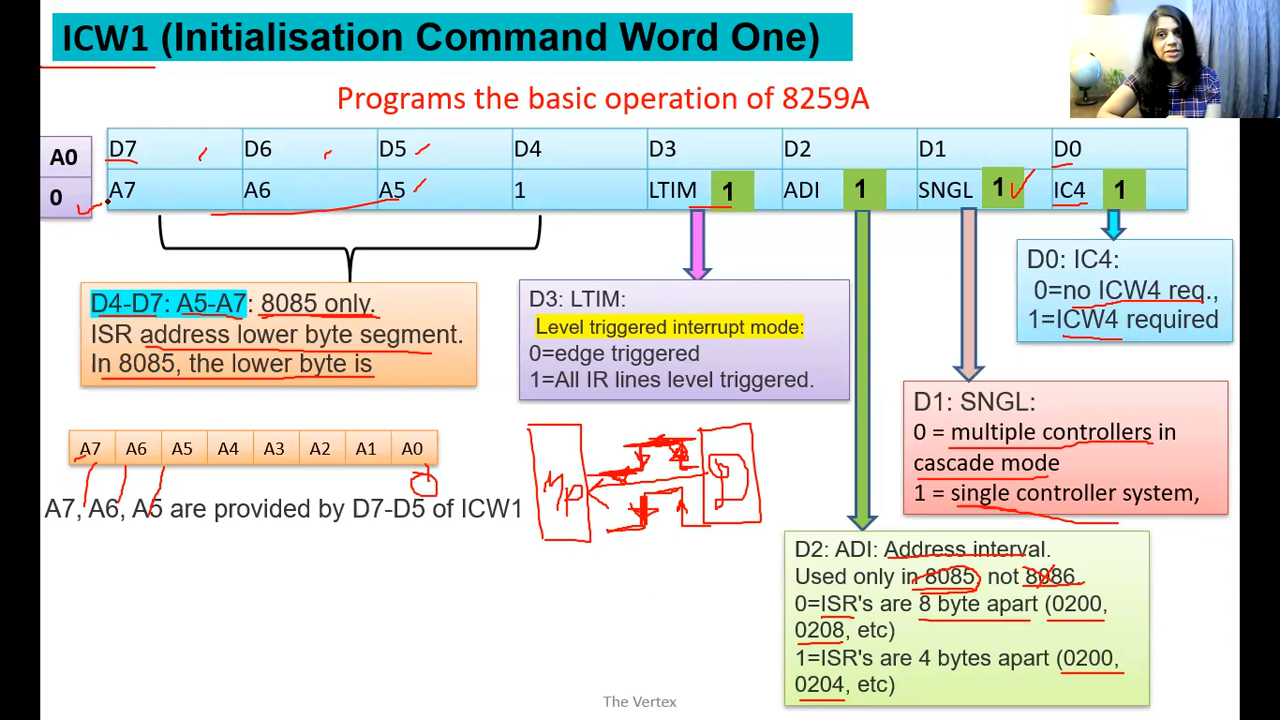 ICW1 (Initialisation Command Word One)
Programs the basic operation of 8259A
A0 D7 D6 D5 D4 D3 D2 D1 D0
0 A7 A6 A5 1 LTIM 1 ADI 1 SNGL 1 IC4 1
D4-D7: A5-A7: 8085 only.
ISR address lower byte segment.
In 8085, the lower byte is
D3: LTIM:
Level triggered interrupt mode:
0=edge triggered
1=All IR lines level triggered.
D0: IC4:
0=no ICW4 req.,
1=ICW4 required
D1: SNGL:
0 = multiple controllers in
cascade mode
1 = single controller system,
A7 A6 A5 A4 A3 A2 A1 A0
A7, A6, A5 are provided by D7-D5 of ICW1
μp D
D2: ADI: Address interval.
Used only in 8085, not 8086.
0=ISR's are 8 byte apart (0200,
0208, etc)
1=ISR's are 4 bytes apart (0200,
0204, etc)
The Vertex